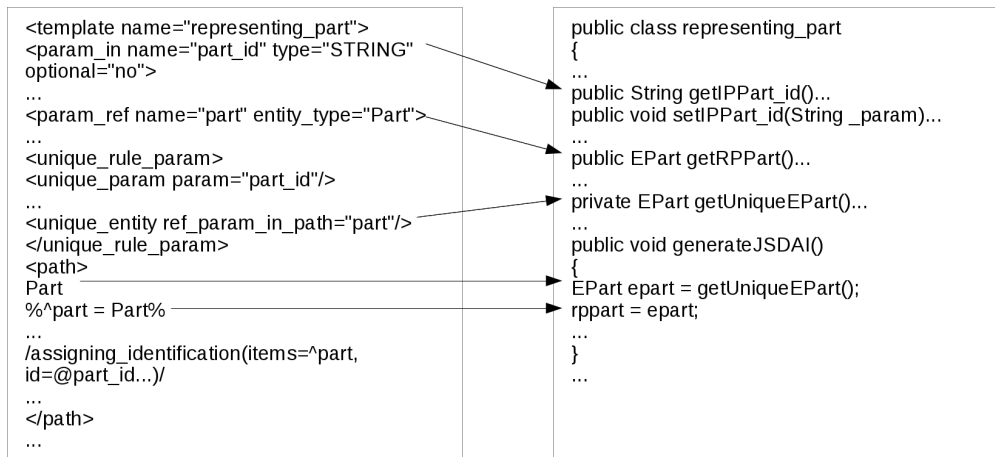 <template name="representing_part">
<param_in name="part_id" type="STRING"
optional="no">
...
<param_ref name="part" entity_type="Part">
...
<unique_rule_param>
<unique_param param="part_id"/>
...
<unique_entity ref_param_in_path="part"/>
</unique_rule_param>
<path>
Part
%^part = Part%
...
/assigning_identification(items=^part,
id=@part_id...)/
...
</path>
...
public class representing_part
{
...
public String getIPPart_id()...
public void setIPPart_id(String _param)...
...
public EPart getRPPart()...
...
private EPart getUniqueEPart()...
...
public void generateJSDAI()
{
EPart epart = getUniqueEPart();
rppart = epart;
...
}
...